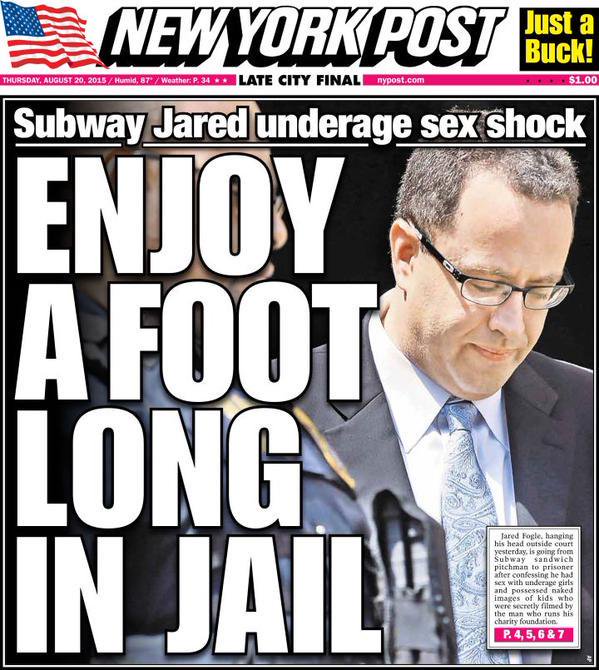 NEW YORK POST
Just a
Buck!
THURSDAY, AUGUST 20, 2015 / Humid, 87° / Weather: P. 34 ★★
LATE CITY FINAL
nypost.com
$1.00
Subway Jared underage sex shock
ENJOY
A FOOT
LONG
IN JAIL
Jared Fogle, hanging
his head outside court
yesterday, is going from
Subway sandwich
pitchman to prisoner
after confessing he had
sex with underage girls
and possessed naked
images of kids who
were secretly filmed by
the man who runs his
charity foundation.
P. 4, 5, 6 & 7